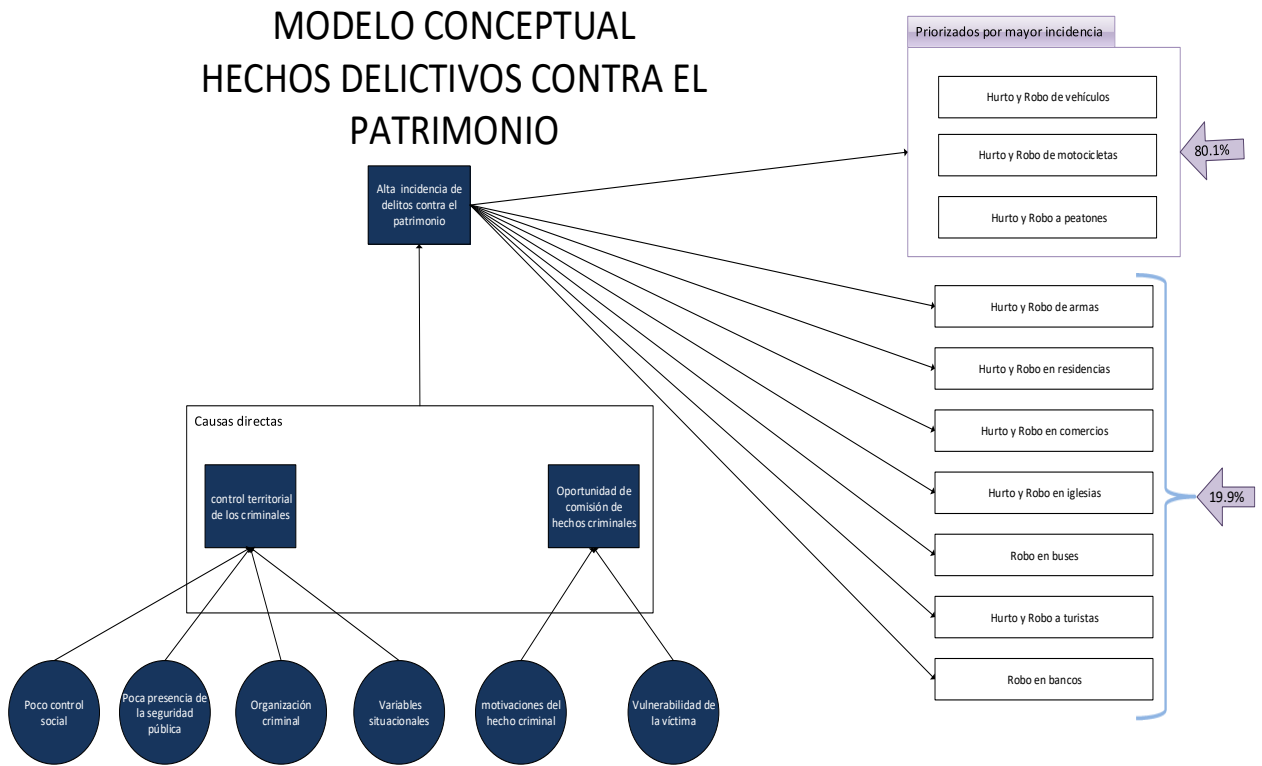 MODELO CONCEPTUAL
HECHOS DELICTIVOS CONTRA EL
PATRIMONIO
Priorizados por mayor incidencia
Hurto y Robo de vehículos
Hurto y Robo de motocicletas
80.1%
Hurto y Robo a peatones
Alta incidencia de
delitos contra el
patrimonio
Hurto y Robo de armas
Hurto y Robo en residencias
Hurto y Robo en comercios
Hurto y Robo en iglesias
19.9%
Robo en buses
Hurto y Robo a turistas
Robo en bancos
Causas directas
control territorial
de los criminales
Oportunidad de
comisión de
hechos criminales
Poco control
social
Poca presencia de
la seguridad
pública
Organización
criminal
Variables
situacionales
motivaciones del
hecho criminal
Vulnerabilidad de
la víctima